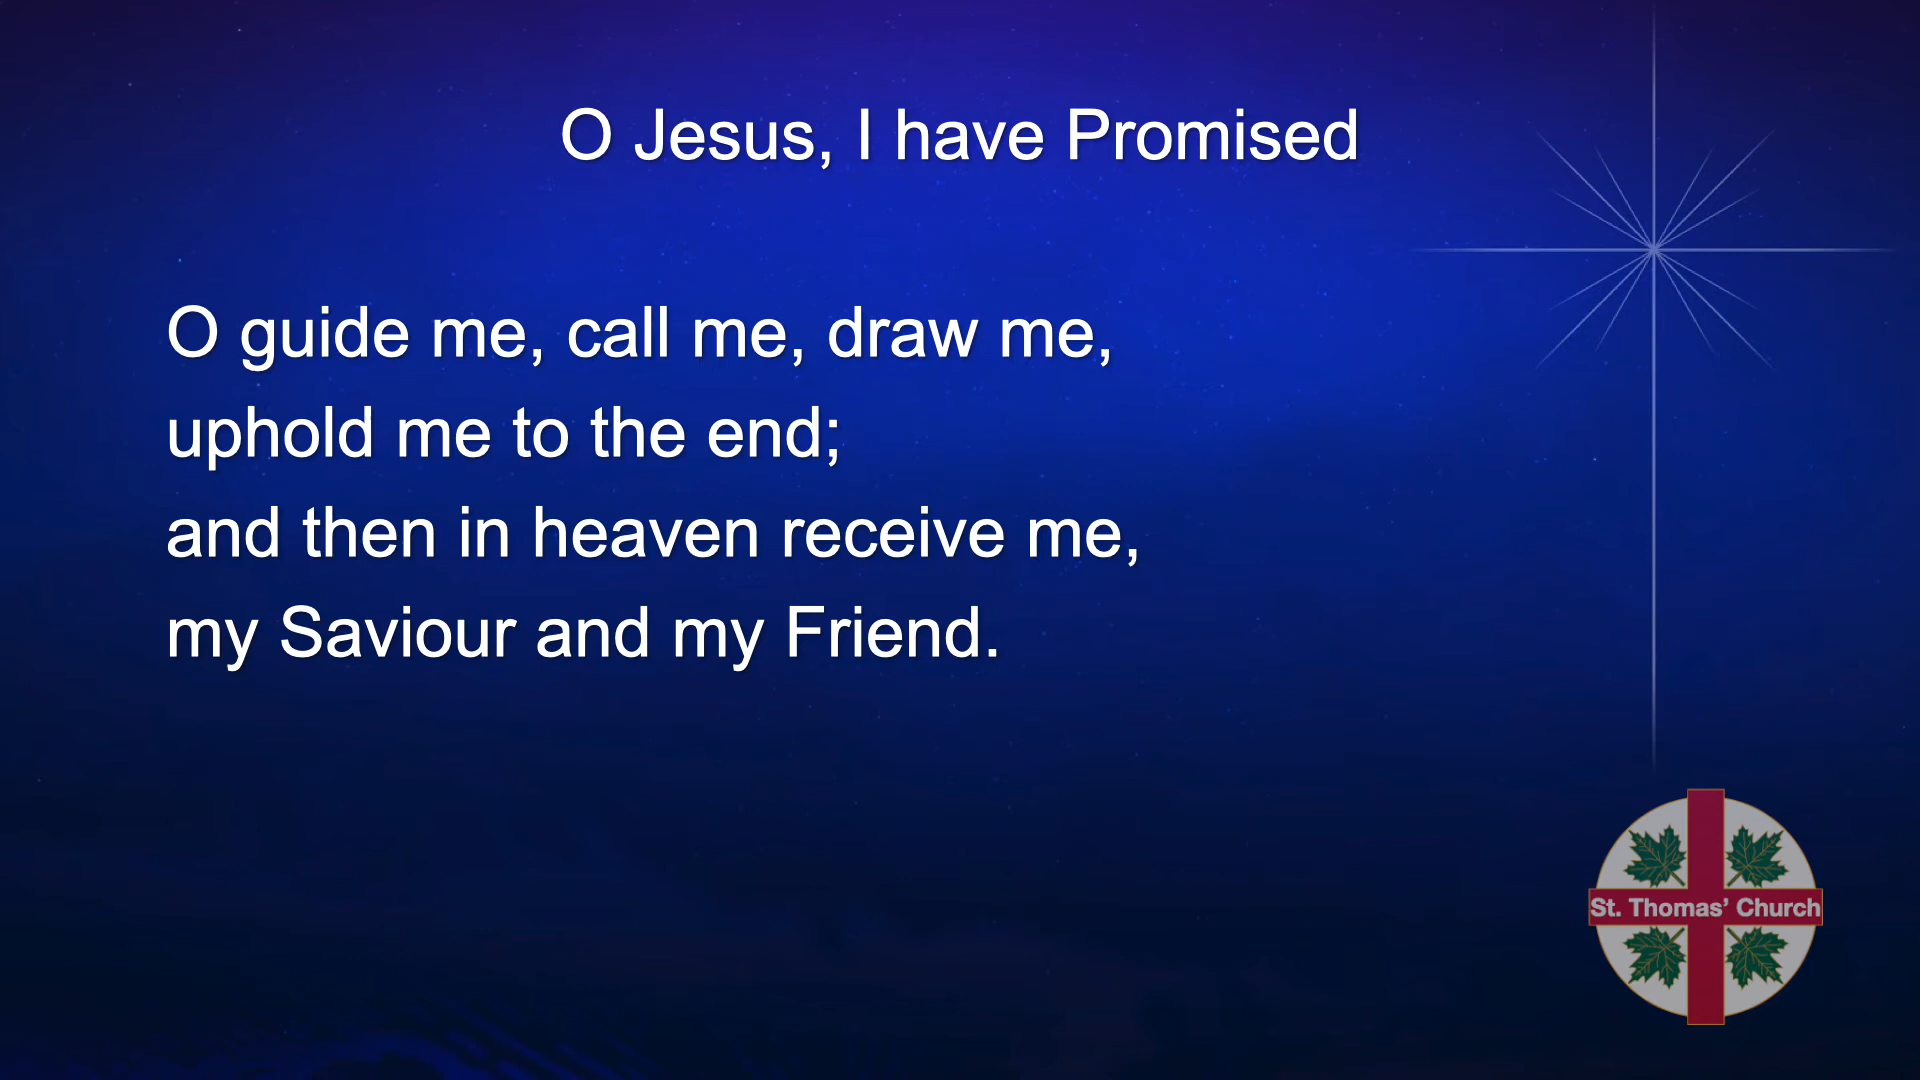 O Jesus, I have Promised
O guide me, call me, draw me,
uphold me to the end;
and then in heaven receive me,
my Saviour and my Friend.
St. Thomas’ Church